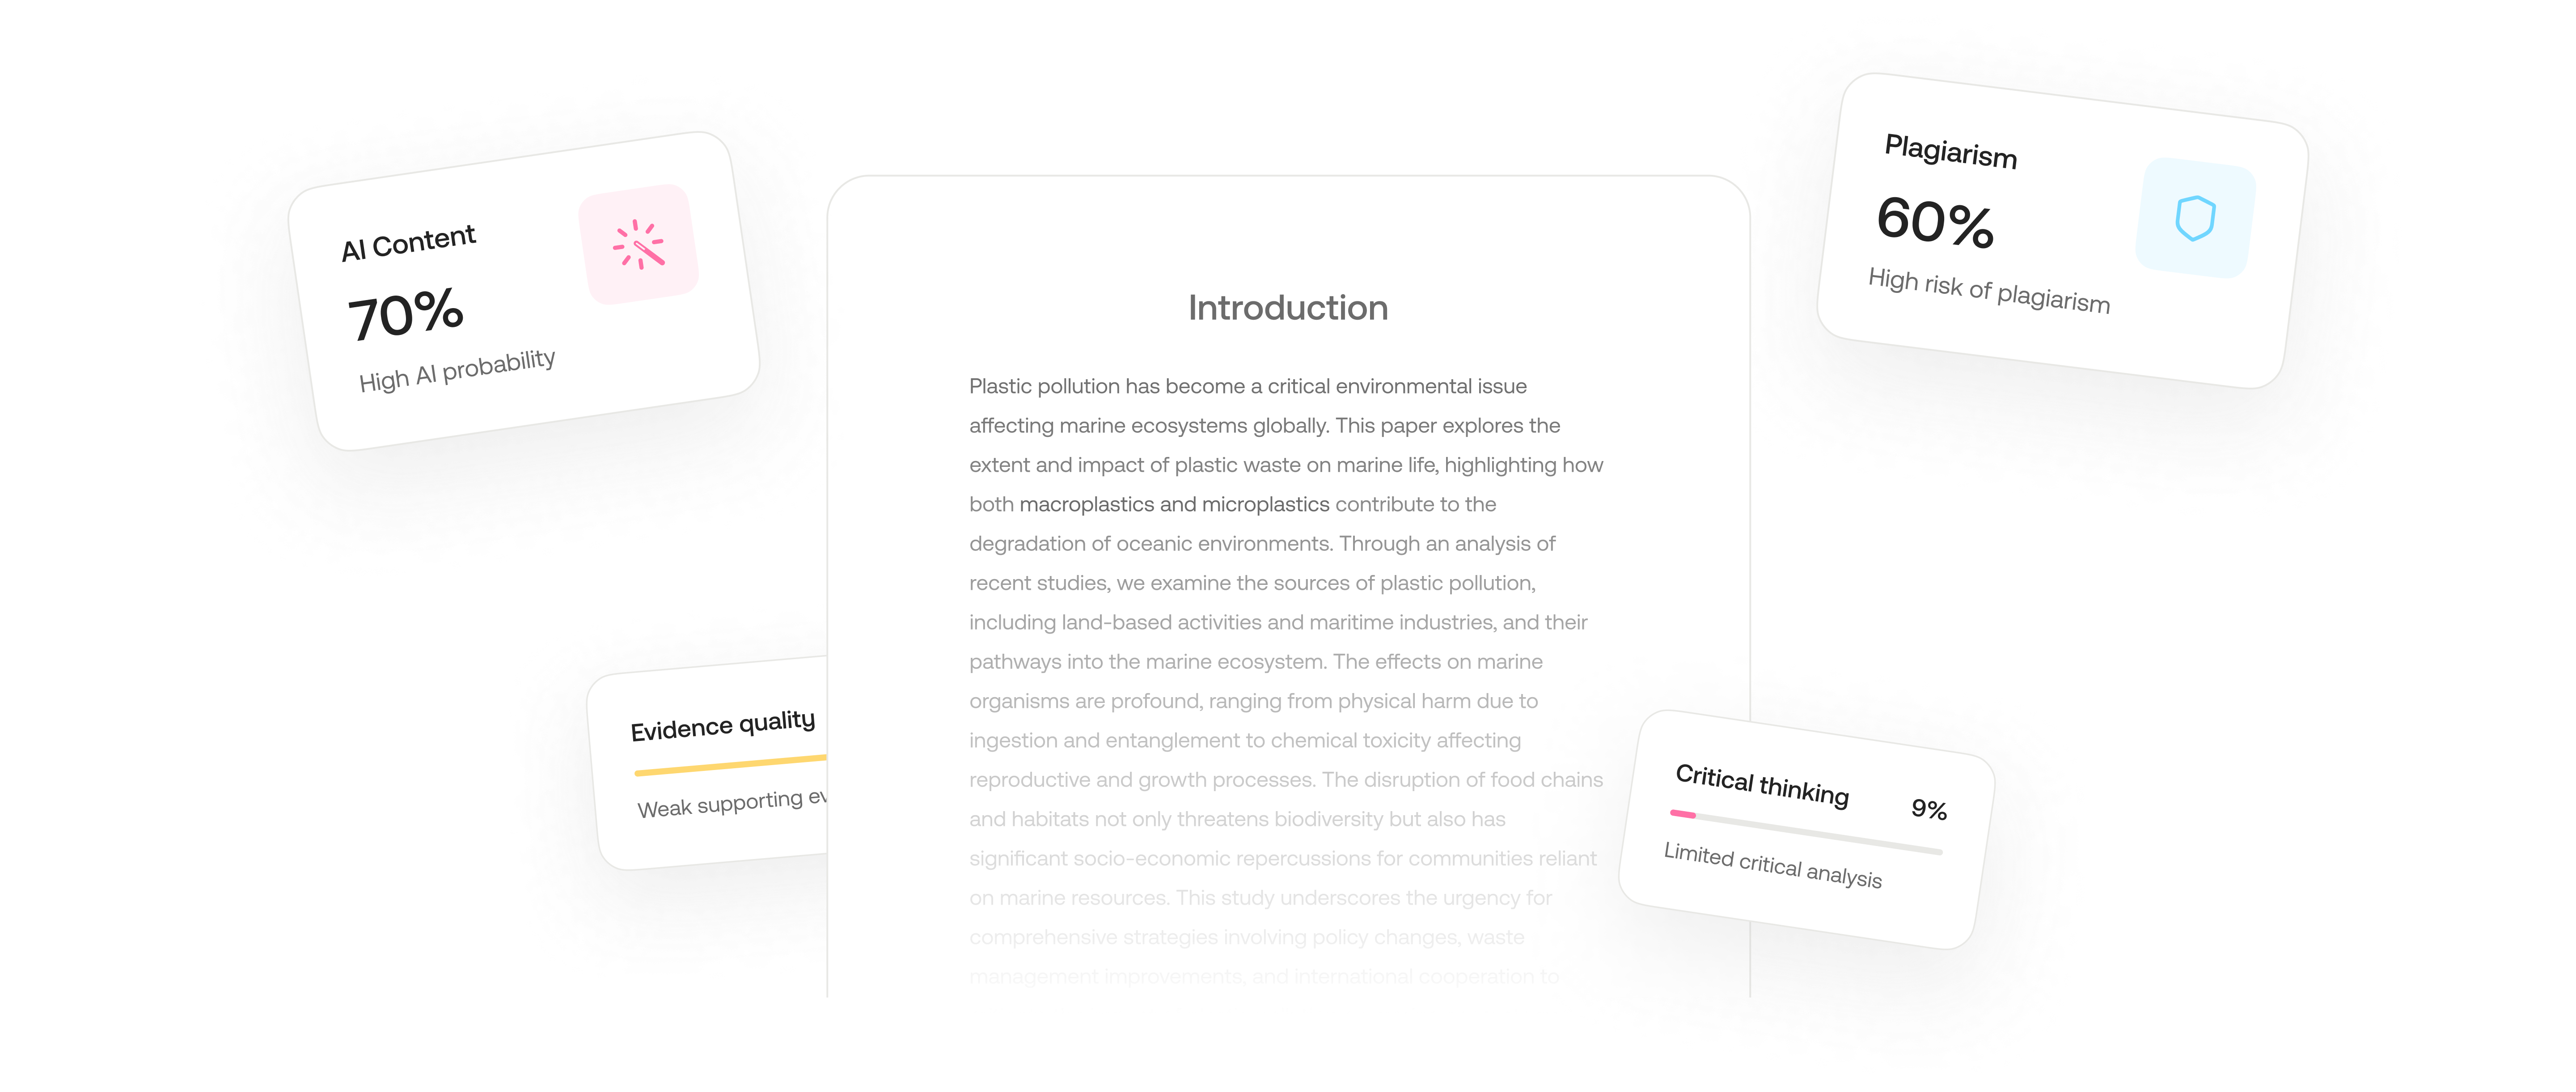 AI Content
70%
High AI probability
Plagiarism
60%
High risk of plagiarism
Introduction
Plastic pollution has become a critical environmental issue
affecting marine ecosystems globally. This paper explores the
extent and impact of plastic waste on marine life, highlighting how
both macroplastics and microplastics contribute to the
degradation of oceanic environments. Through an analysis of
recent studies, we examine the sources of plastic pollution,
including land-based activities and maritime industries, and their
pathways into the marine ecosystem. The effects on marine
organisms are profound, ranging from physical harm due to
ingestion and entanglement to chemical toxicity affecting
reproductive and growth processes. The disruption of food chains
and habitats not only threatens biodiversity but also has
significant socio-economic repercussions for communities reliant
on marine resources. This study underscores the urgency for
comprehensive strategies involving policy changes, waste
management improvements, and international cooperation to
Evidence quality
Weak supporting
Critical thinking
9%
Limited critical analysis